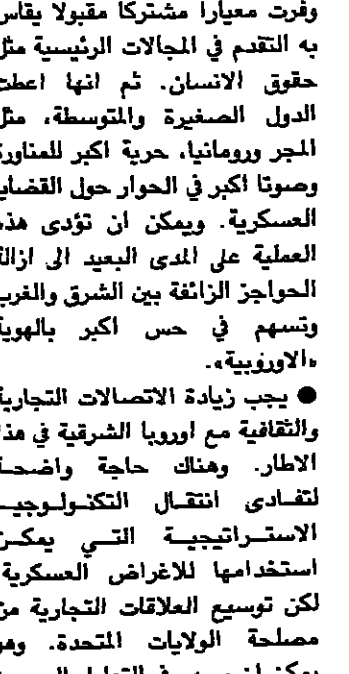 وفرت معيارا مشتركا مقبولا يقاس
به التقدم في المجالات الرئيسية مثل
حقوق الانسان. ثم انها اعطت
الدول الصغيرة والمتوسطة، مثل
المجر ورومانيا، حرية اكبر للمناورة
وصوتا اكبر في الحوار حول القضايا
العسكرية. ويمكن ان تؤدى هذه
العملية على المدى البعيد الى ازالة
الحواجز الزائفة بين الشرق والغرب
وتسهم في حس اكبر بالهوية
«الاوروبية».
● يجب زيادة الاتصالات التجارية
والثقافية مع اوروبا الشرقية في هذا
الاطار. وهناك حاجة واضحة
لتفادى انتقال التكنولوجيا
الاستراتيجية التي يمكن
استخدامها للاغراض العسكرية
لكن توسيع العلاقات التجارية من
مصلحة الولايات المتحدة. وهو